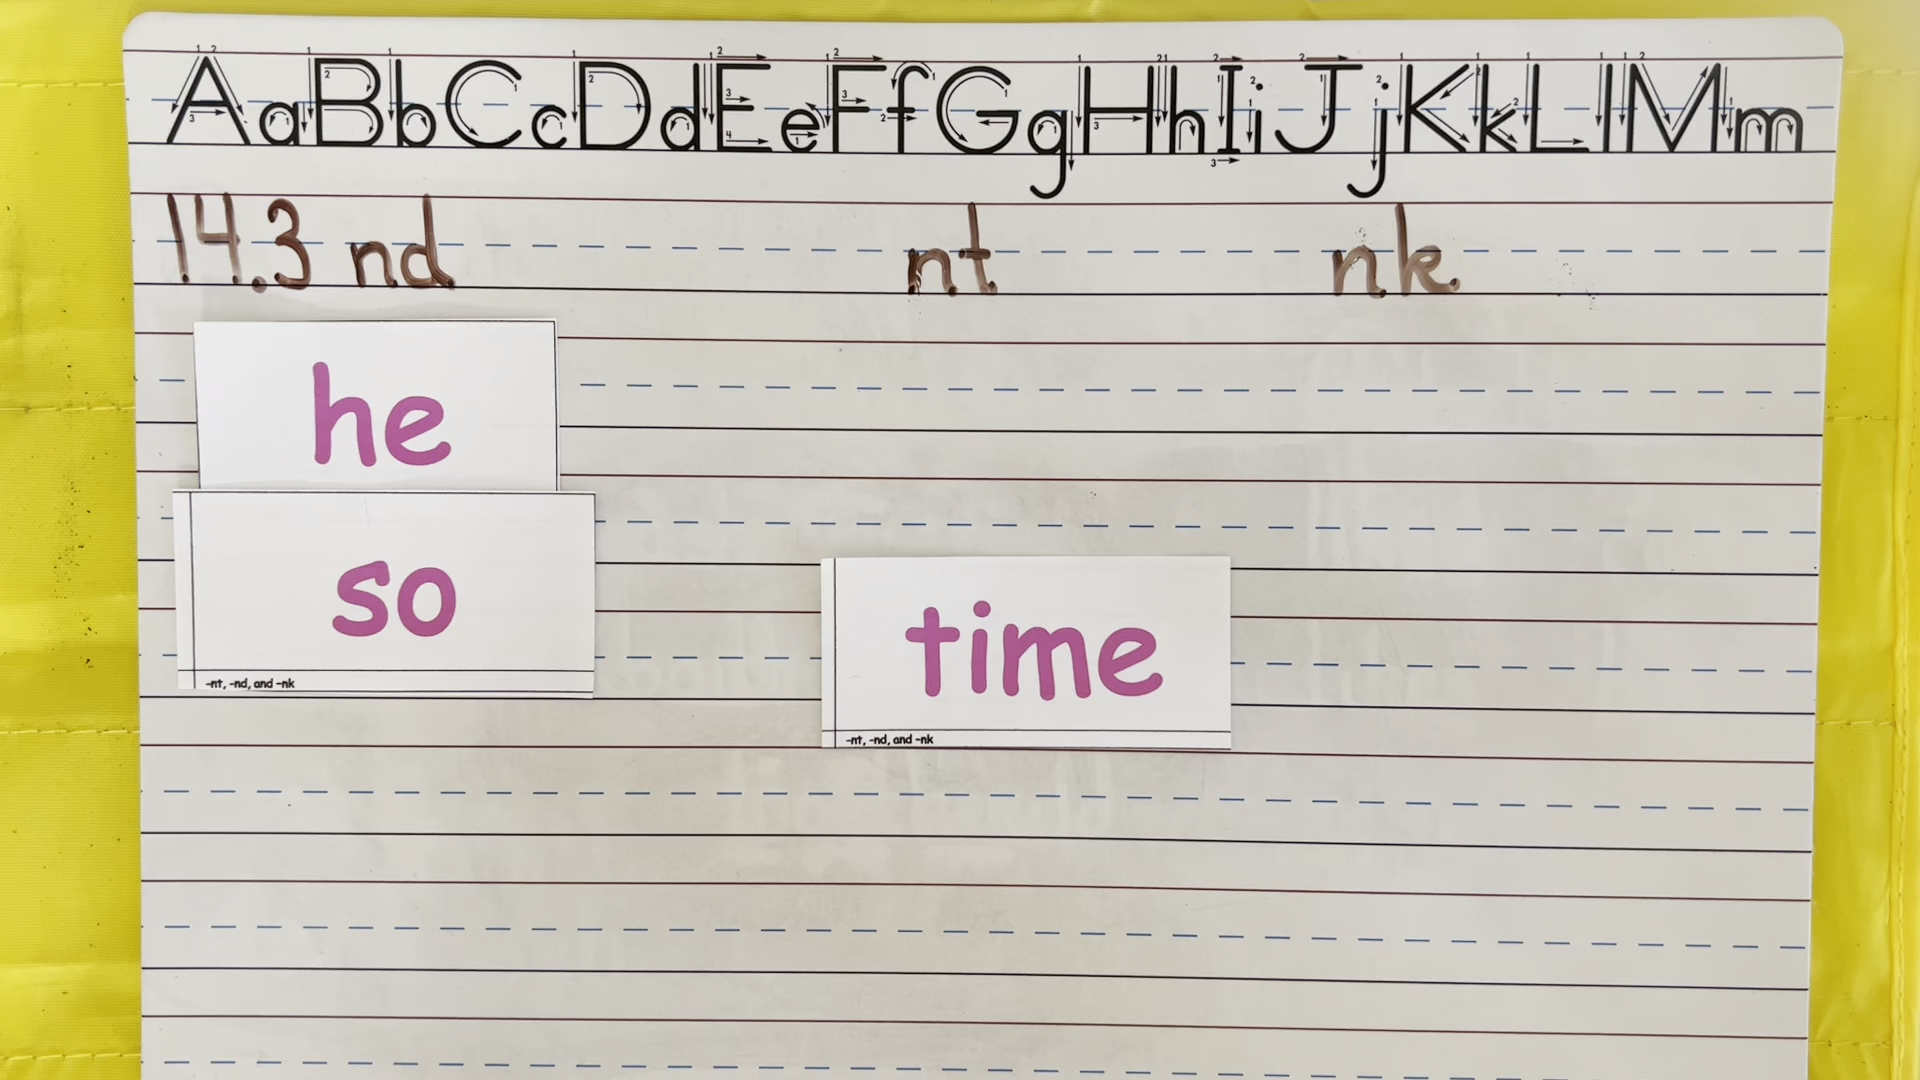 AaBbCcDdEeFfGgHhIiJjKkLlMm
14.3 nd nt nk
he
so
-nt, -nd, and -nk
time
-nt, -nd, and -nk